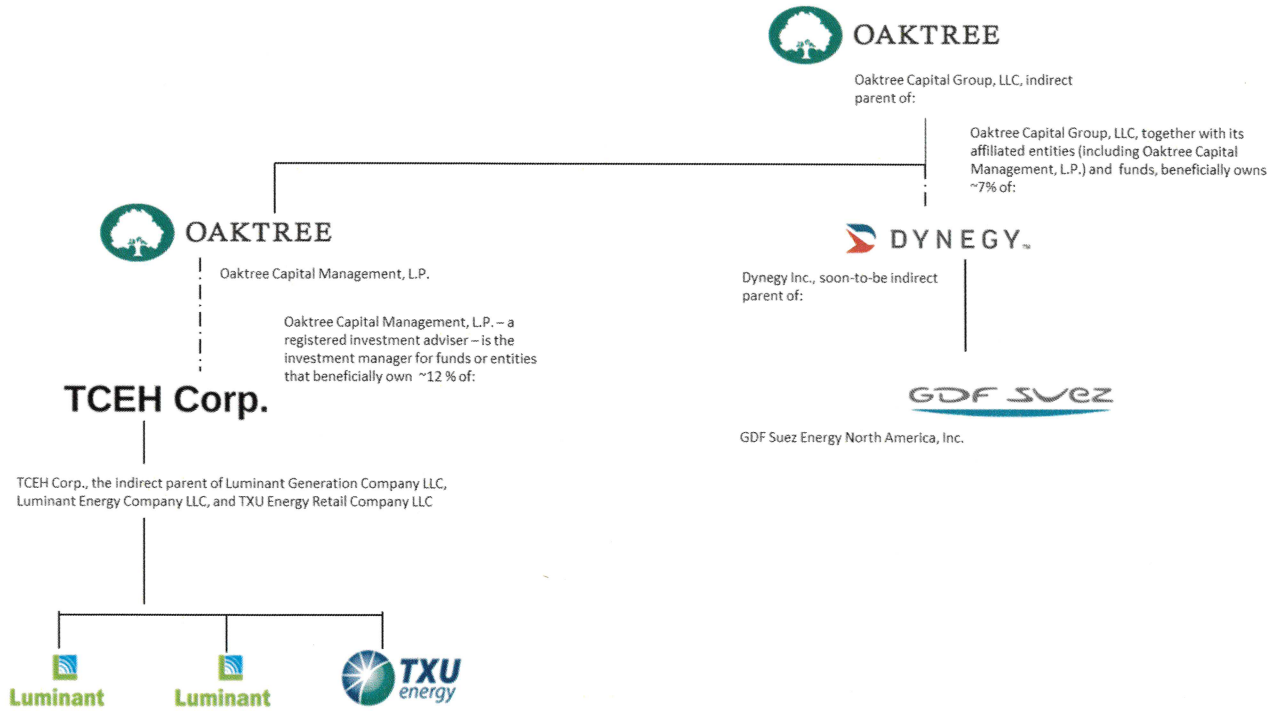 OAKTREE
Oaktree Capital Group, LLC, indirect
parent of:
Oaktree Capital Group, LLC, together with its
affiliated entities (including Oaktree Capital
Management, L.P.) and funds, beneficially owns
~7% of:
OAKTREE
Oaktree Capital Management, L.P.
DYNEGY™
Dynegy Inc., soon-to-be indirect
parent of:
Oaktree Capital Management, L.P. – a
registered investment adviser – is the
investment manager for funds or entities
that beneficially own ~12 % of:
TCEH Corp.
GDF SUEZ
GDF Suez Energy North America, Inc.
TCEH Corp., the indirect parent of Luminant Generation Company LLC,
Luminant Energy Company LLC, and TXU Energy Retail Company LLC
Luminant
Luminant
TXU
energy